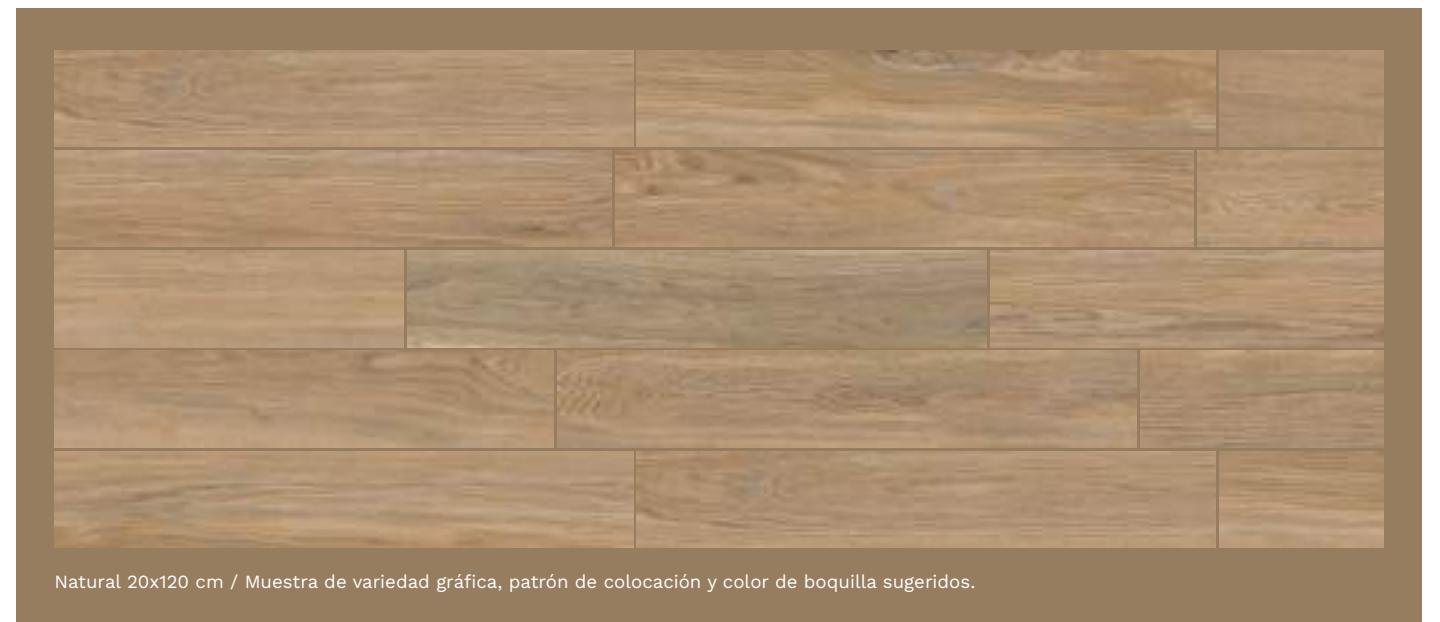 Natural 20x120 cm / Muestra de variedad gráfica, patrón de colocación y color de boquilla sugeridos.